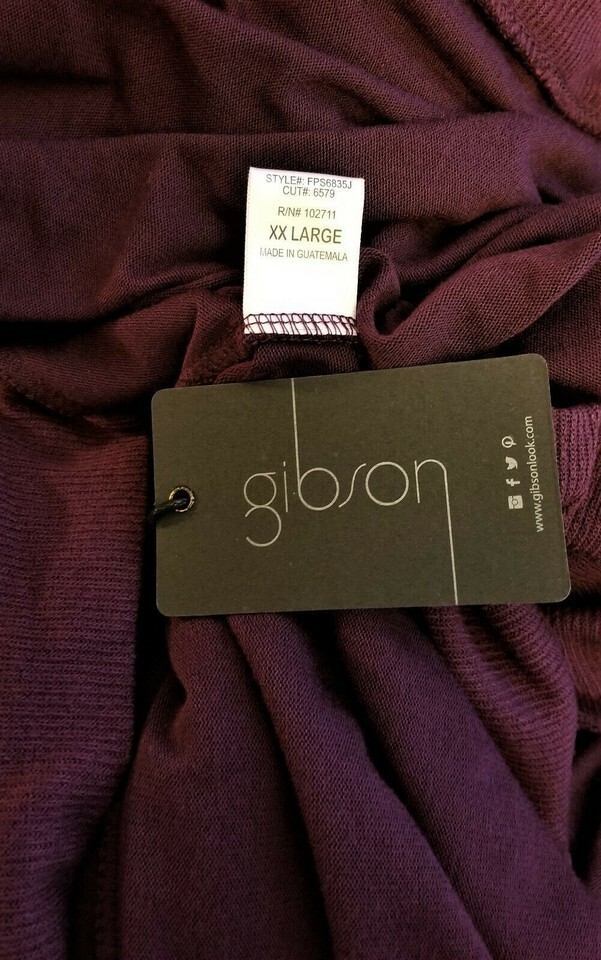 STYLE#: FPS6835J
CUT#: 6579
R/N# 102711
XX LARGE
MADE IN GUATEMALA
gibson
www.gibsonlook.com